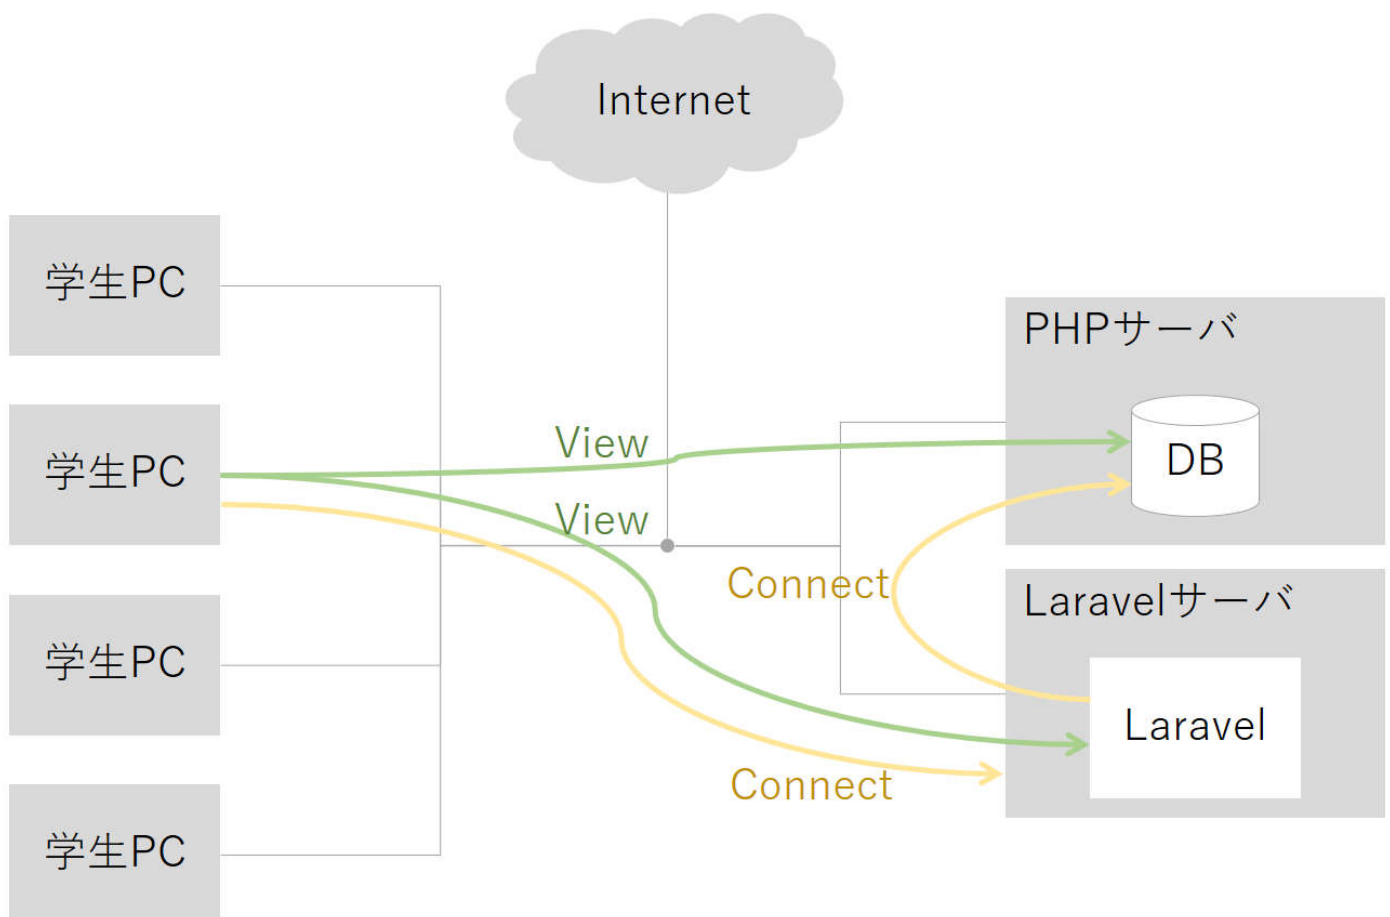 Internet
学生PC
学生PC
学生PC
学生PC
View
View
Connect
Connect
PHPサーバ
DB
Laravelサーバ
Laravel